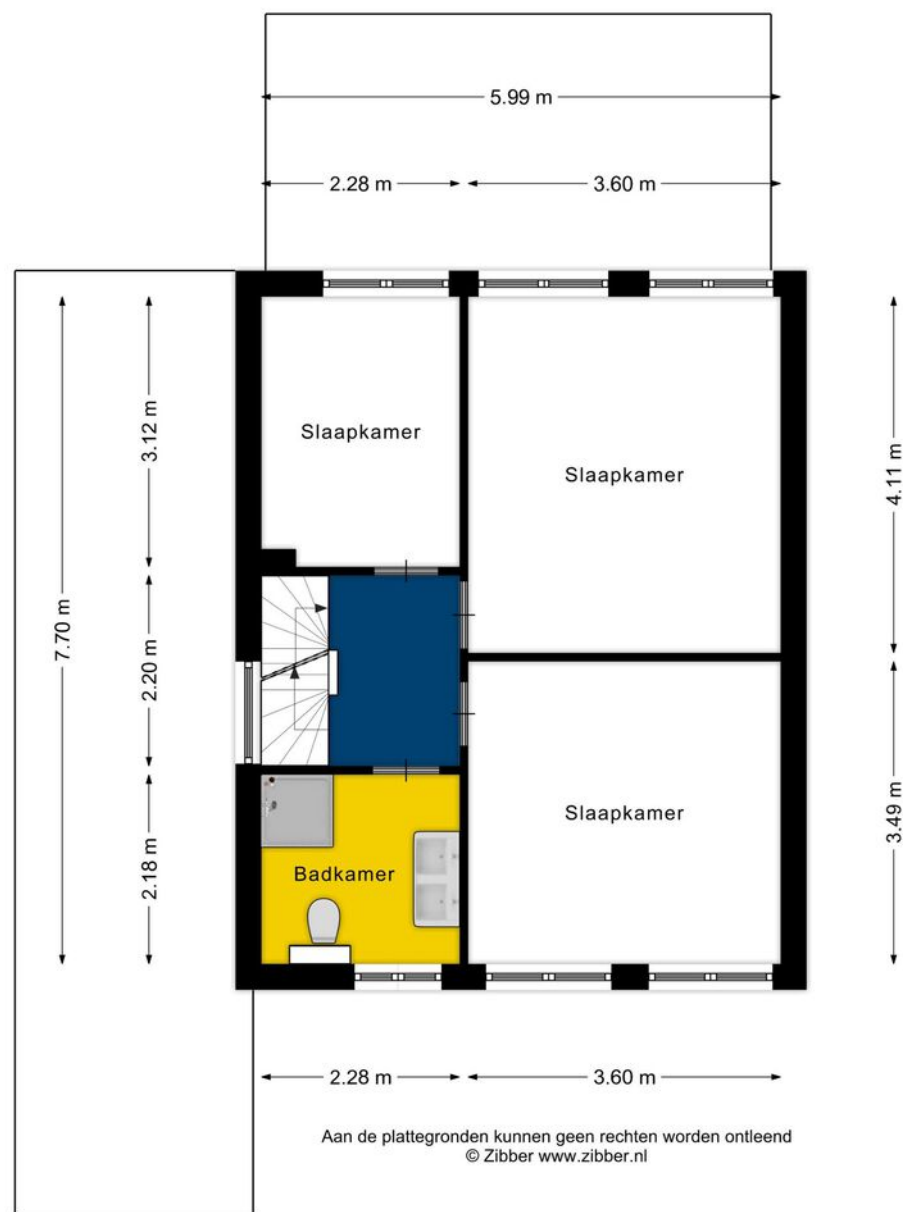 5.99 m
2.28 m
3.60 m
3.12 m
7.70 m
2.20 m
2.18 m
4.11 m
3.49 m
Slaapkamer
Slaapkamer
Slaapkamer
Badkamer
2.28 m
3.60 m
Aan de plattegronden kunnen geen rechten worden ontleend
© Zibber www.zibber.nl